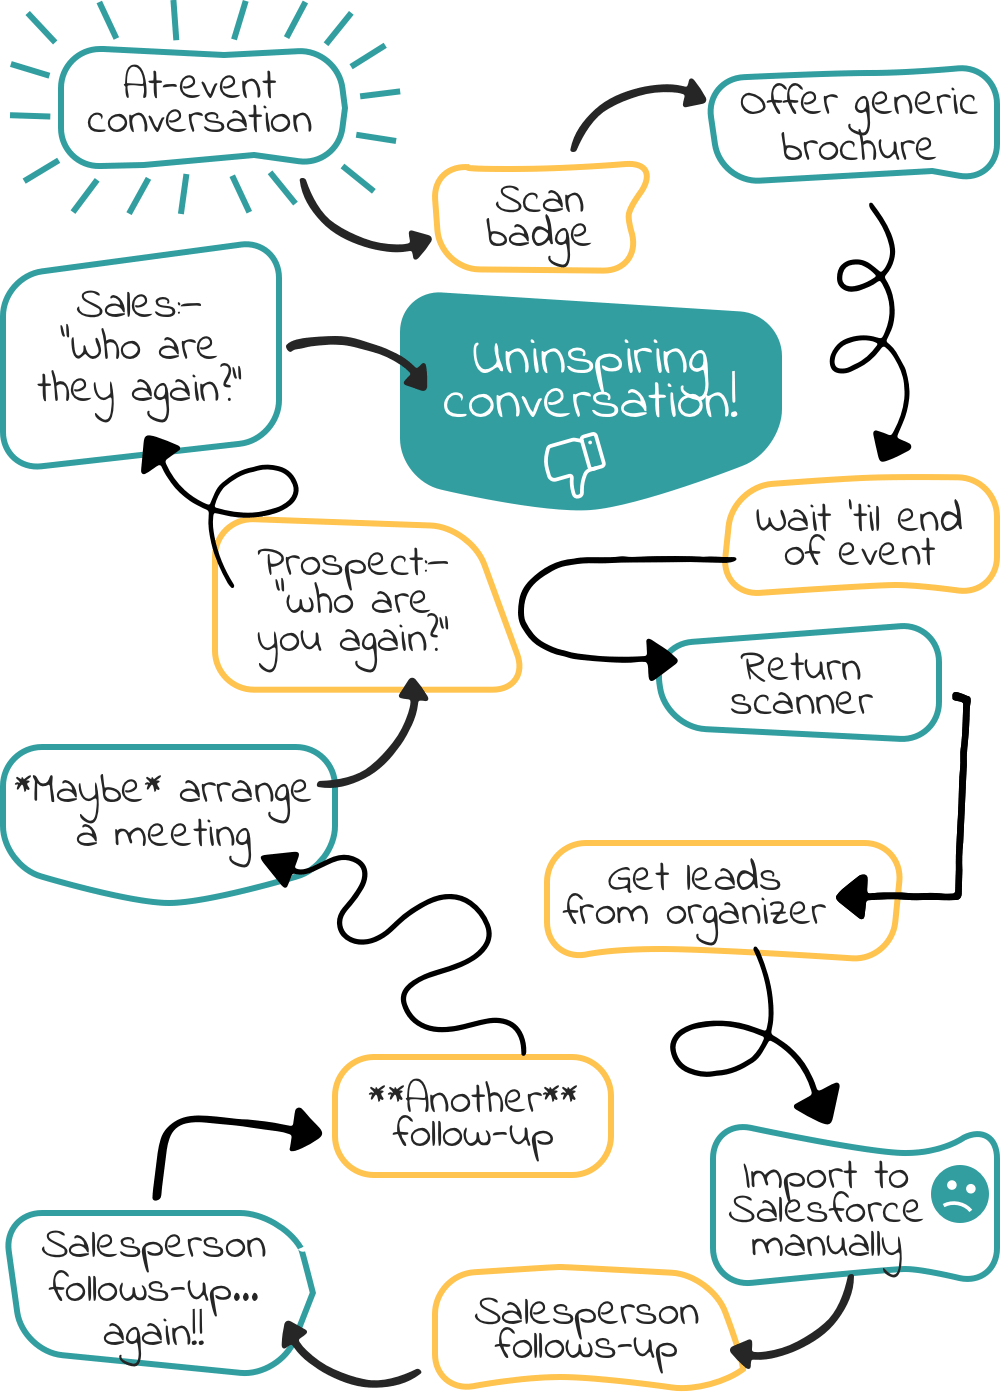 At-event
conversation
Scan
badge
Offer generic
brochure
Wait 'til end
of event
Return
scanner
Get leads
from organizer
Import to
Salesforce
manually
Salesperson
follows-up
Salesperson
follows-up...
again!!
**Another**
follow-up
*Maybe* arrange
a meeting
Prospect:-
"who are
you again?"
Sales:-
"who are
they again?"
Uninspiring
conversation!